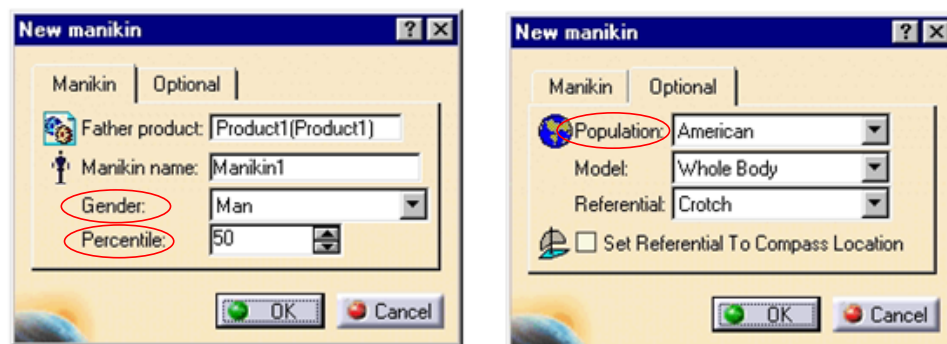 New manikin
Manikin Optional
Father product: Product1(Product1)
Manikin name: Manikin1
Gender: Man
Percentile: 50
OK Cancel
New manikin
Manikin Optional
Population: American
Model: Whole Body
Referential: Crotch
Set Referential To Compass Location
OK Cancel